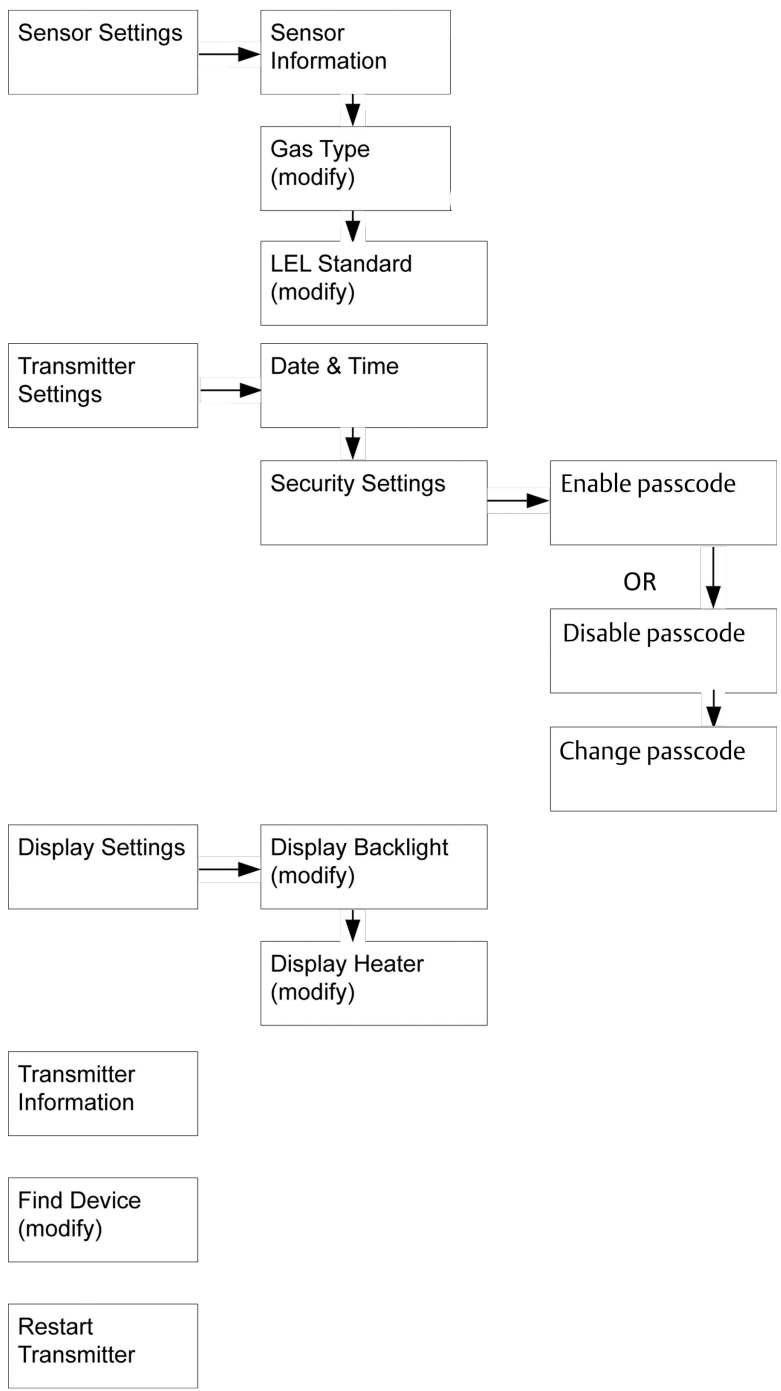 Sensor Settings
Sensor
Information
Gas Type
(modify)
LEL Standard
(modify)
Transmitter
Settings
Date & Time
Security Settings
Enable passcode
OR
Disable passcode
Change passcode
Display Settings
Display Backlight
(modify)
Display Heater
(modify)
Transmitter
Information
Find Device
(modify)
Restart
Transmitter